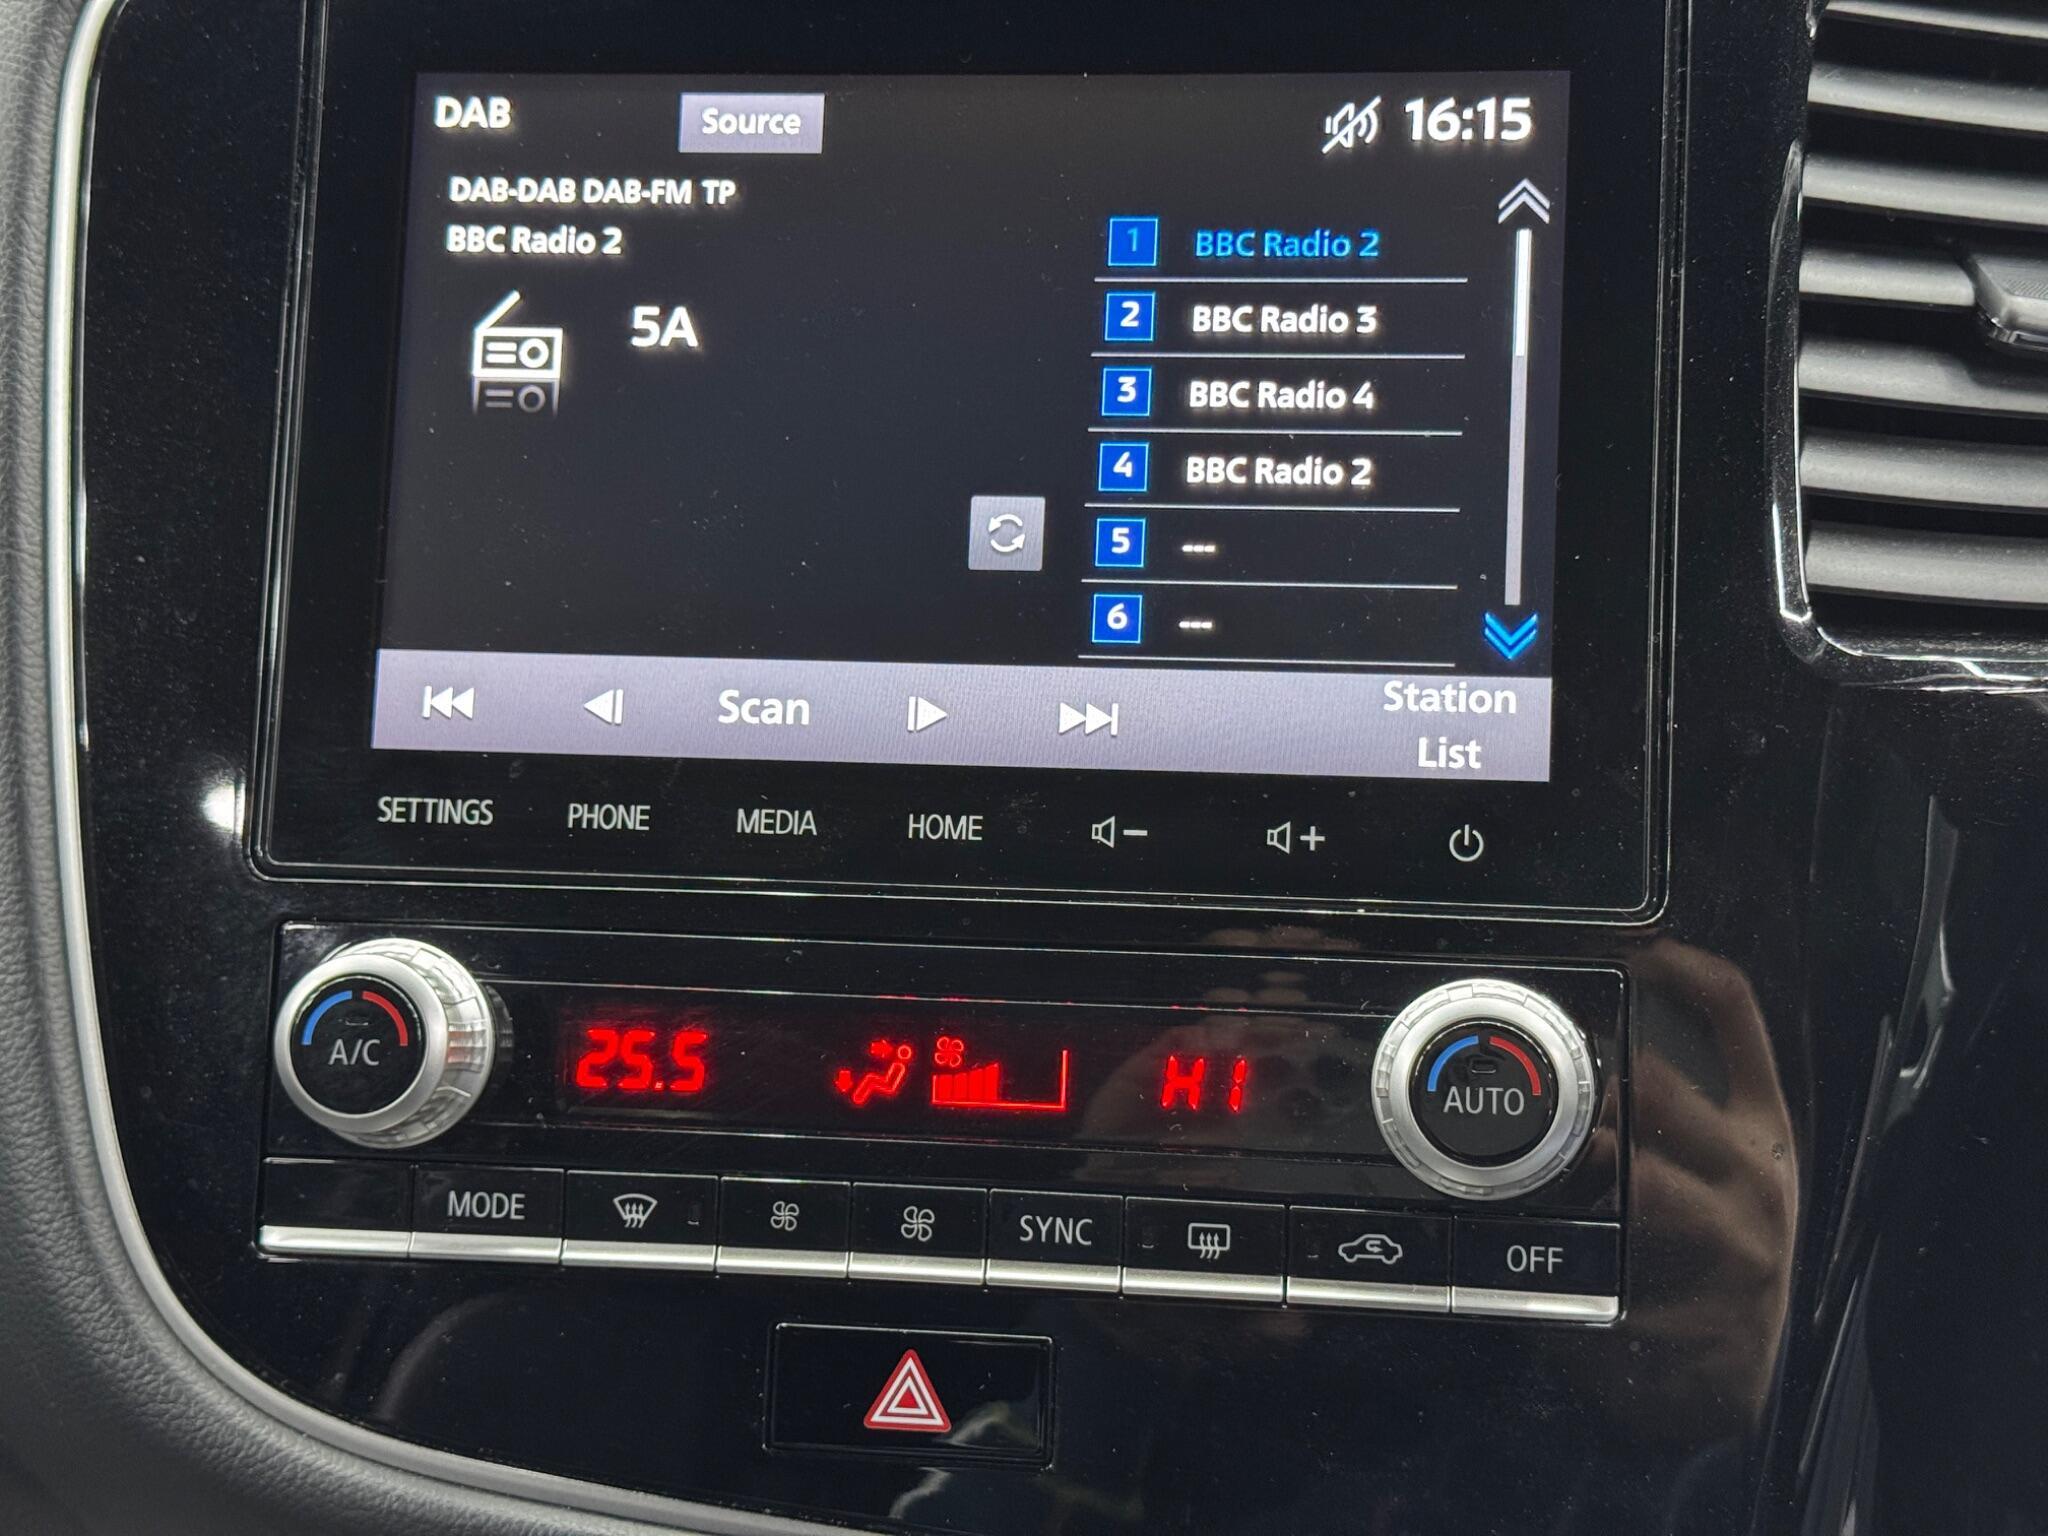 DAB
Source
16:15
DAB-DAB DAB-FM TP
BBC Radio 2
5A
1 BBC Radio 2
2 BBC Radio 3
3 BBC Radio 4
4 BBC Radio 2
5 ---
6 ---
Scan
Station
List
SETTINGS
PHONE
MEDIA
HOME
A/C
25.5
HI
AUTO
MODE
SYNC
OFF